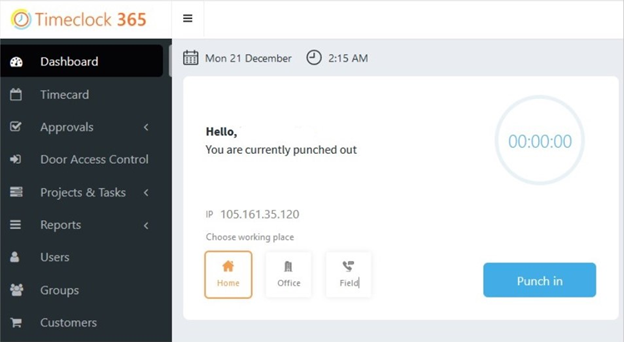 Timeclock 365
Mon 21 December 2:15 AM
Dashboard
Timecard
Approvals
Door Access Control
Projects & Tasks
Reports
Users
Groups
Customers
Hello,
You are currently punched out
00:00:00
IP 105.161.35.120
Choose working place
Home
Office
Field
Punch in